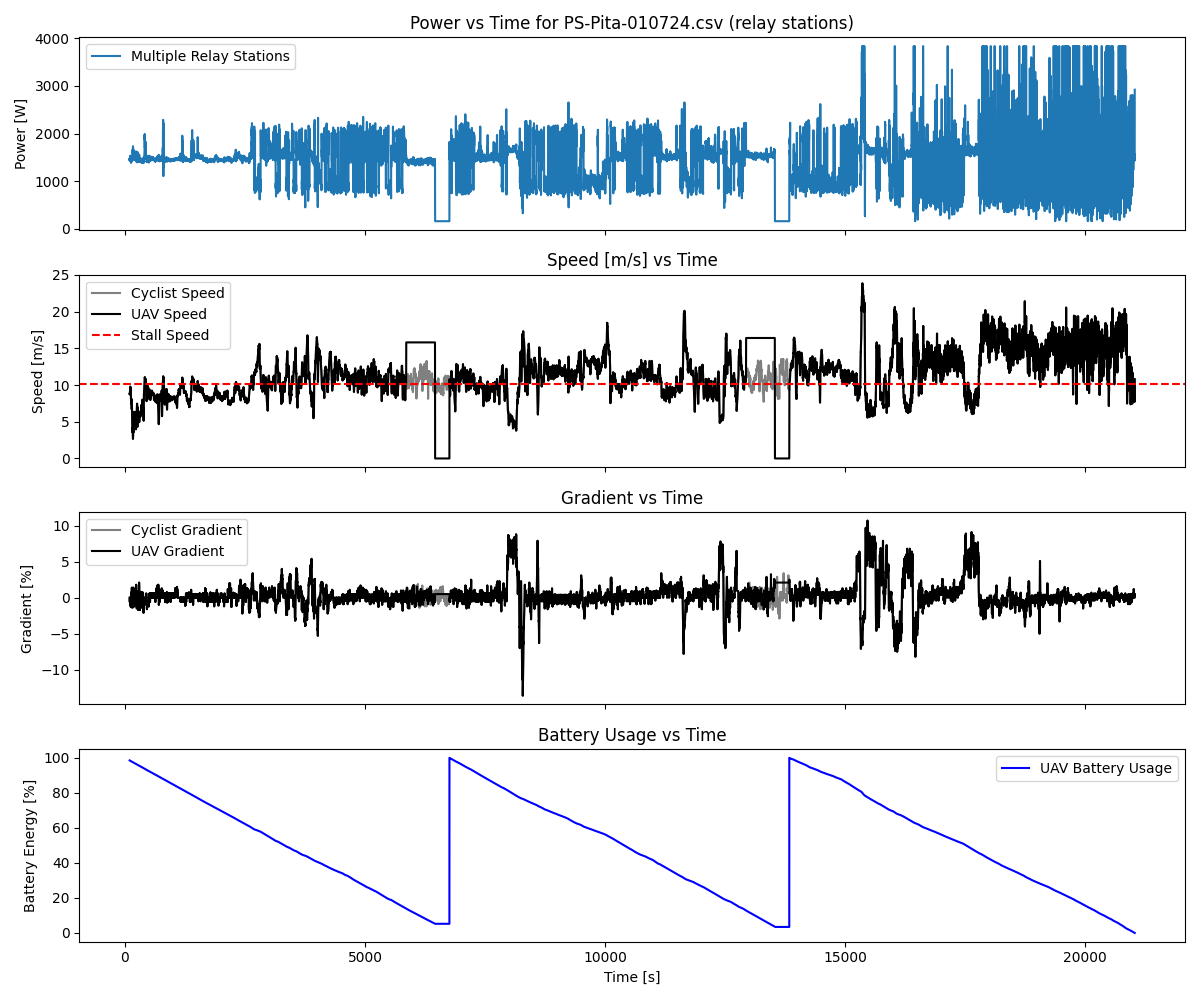 Power vs Time for PS-Pita-010724.csv (relay stations)
4000
3000
2000
1000
0
Power [W]
Multiple Relay Stations
Speed [m/s] vs Time
25
20
15
10
5
0
Speed [m/s]
Cyclist Speed
UAV Speed
Stall Speed
Gradient vs Time
10
5
0
−5
−10
Gradient [%]
Cyclist Gradient
UAV Gradient
Battery Usage vs Time
100
80
60
40
20
0
Battery Energy [%]
UAV Battery Usage
0 5000 10000 15000 20000
Time [s]